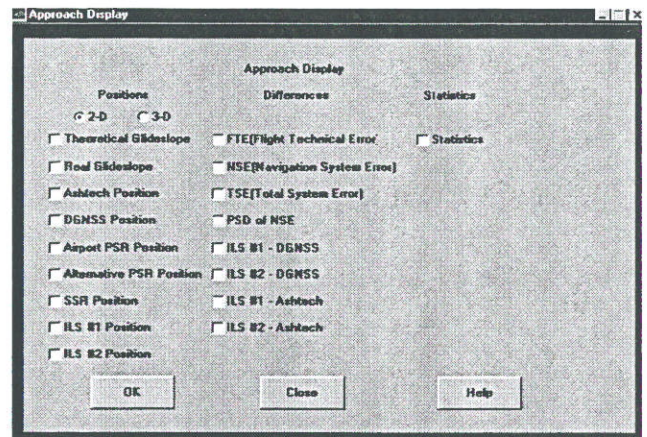 Approach Display
Approach Display
Positions Differences Statistics
2-D 3-D
Theoretical Glideslope FTE(Flight Technical Error) Statistics
Real Glideslope NSE(Navigation System Error)
Ashtech Position TSE(Total System Error)
DGNSS Position PSD of NSE
Airport PSR Position ILS #1 - DGNSS
Alternative PSR Position ILS #2 - DGNSS
SSR Position ILS #1 - Ashtech
ILS #1 Position ILS #2 - Ashtech
ILS #2 Position
OK Close Help